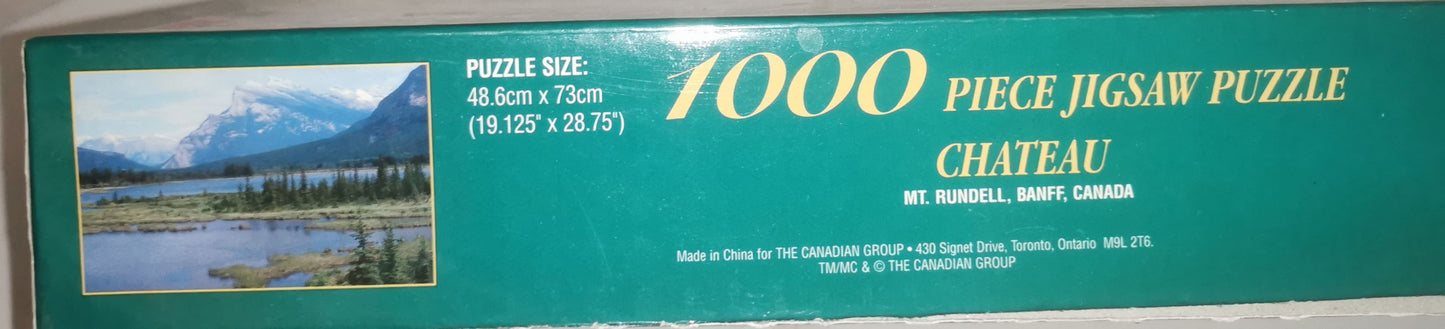 PUZZLE SIZE:
48.6cm x 73cm
(19.125" x 28.75")
1000 PIECE JIGSAW PUZZLE
CHATEAU
MT. RUNDELL, BANFF, CANADA
Made in China for THE CANADIAN GROUP • 430 Signet Drive, Toronto, Ontario M9L 2T6.
TM/MC & © THE CANADIAN GROUP